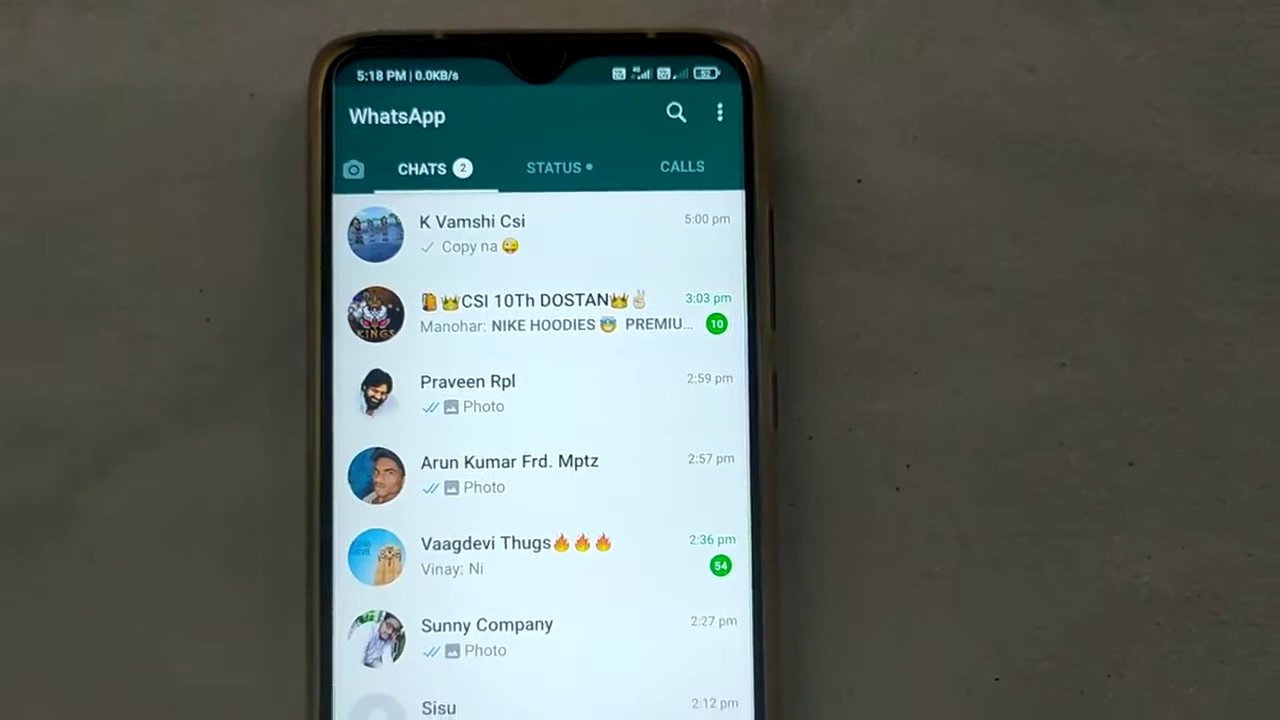 5:18 PM | 0.0KB/s 4G 52
WhatsApp
CHATS 2 STATUS • CALLS
K Vamshi Csi 5:00 pm
Copy na 😜
🎒👑CSI 10Th DOSTAN👑✌ 3:03 pm
KINGS Manohar: NIKE HOODIES PREMIU... 10
Praveen Rpl 2:59 pm
Photo
Arun Kumar Frd. Mptz 2:57 pm
Photo
Vaagdevi Thugs🔥🔥🔥 2:36 pm
Vinay: Ni 54
Sunny Company 2:27 pm
Photo
Sisu 2:12 pm